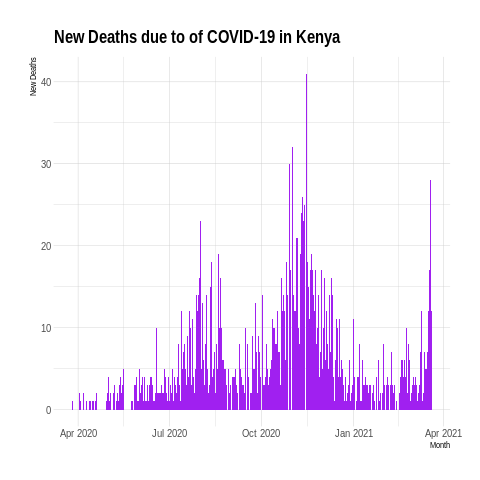 New Deaths due to of COVID-19 in Kenya
New Deaths
40
30
20
10
0
Apr 2020
Jul 2020
Oct 2020
Jan 2021
Apr 2021
Month